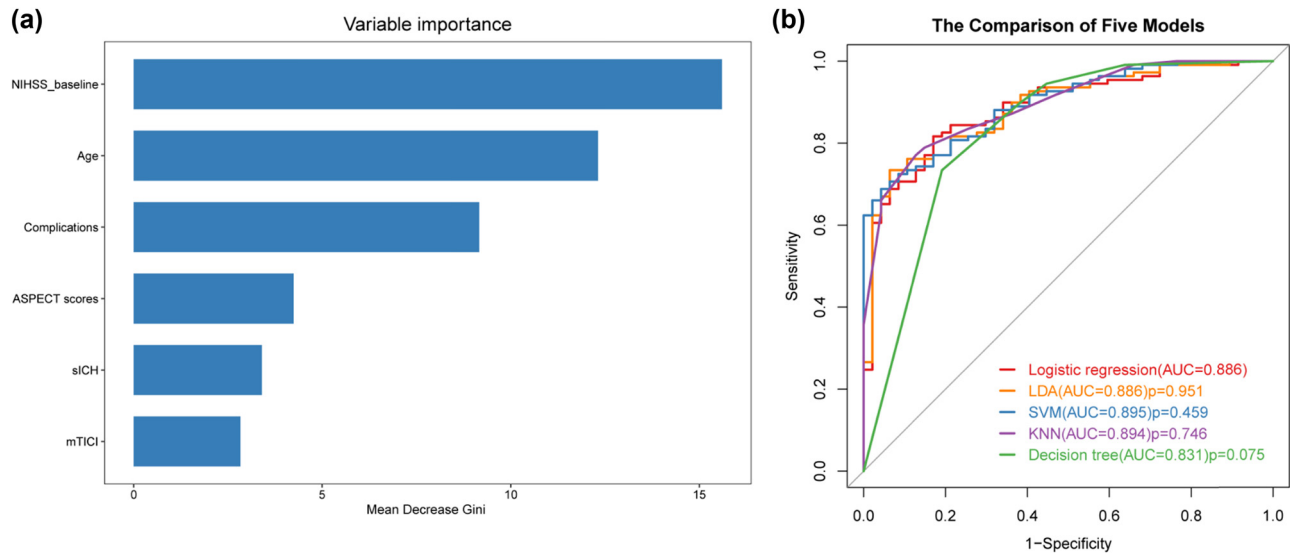 (a)
Variable importance
NIHSS_baseline
Age
Complications
ASPECT scores
sICH
mTICI
0 5 10 15
Mean Decrease Gini
(b)
The Comparison of Five Models
Sensitivity
1.0
0.8
0.6
0.4
0.2
0.0
Logistic regression(AUC=0.886)
LDA(AUC=0.886)p=0.951
SVM(AUC=0.895)p=0.459
KNN(AUC=0.894)p=0.746
Decision tree(AUC=0.831)p=0.075
0.0 0.2 0.4 0.6 0.8 1.0
1−Specificity